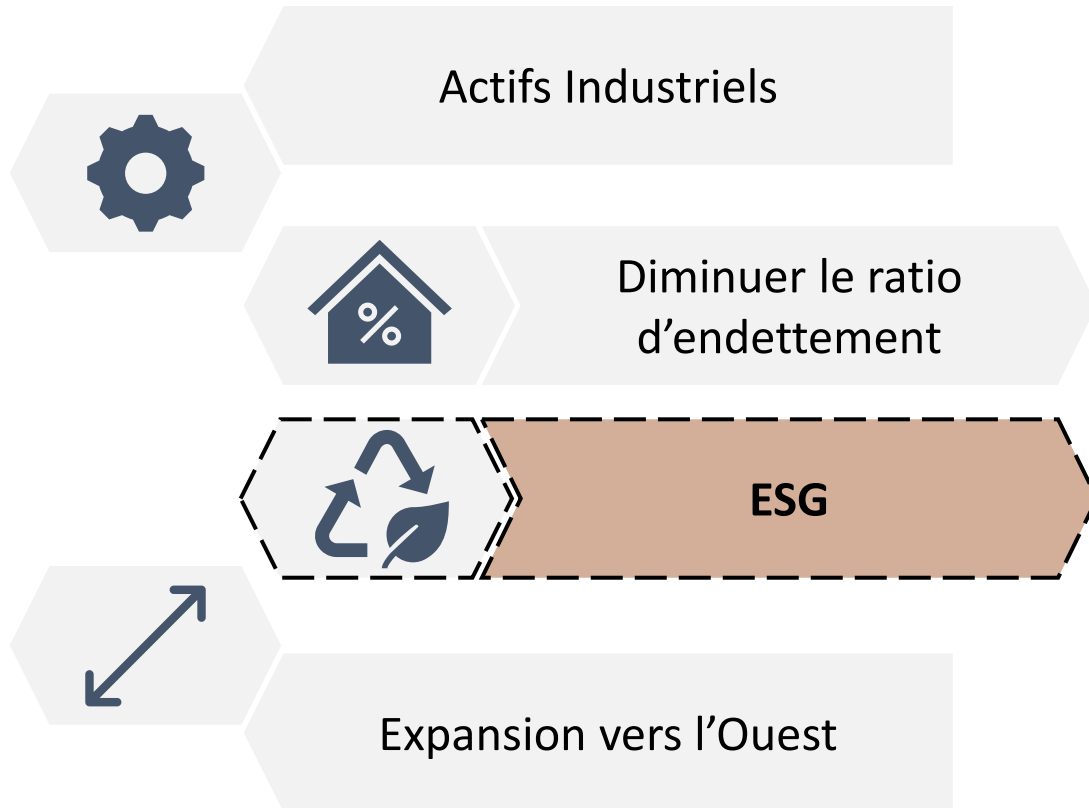 Actifs Industriels
%
Diminuer le ratio
d’endettement
ESG
Expansion vers l’Ouest